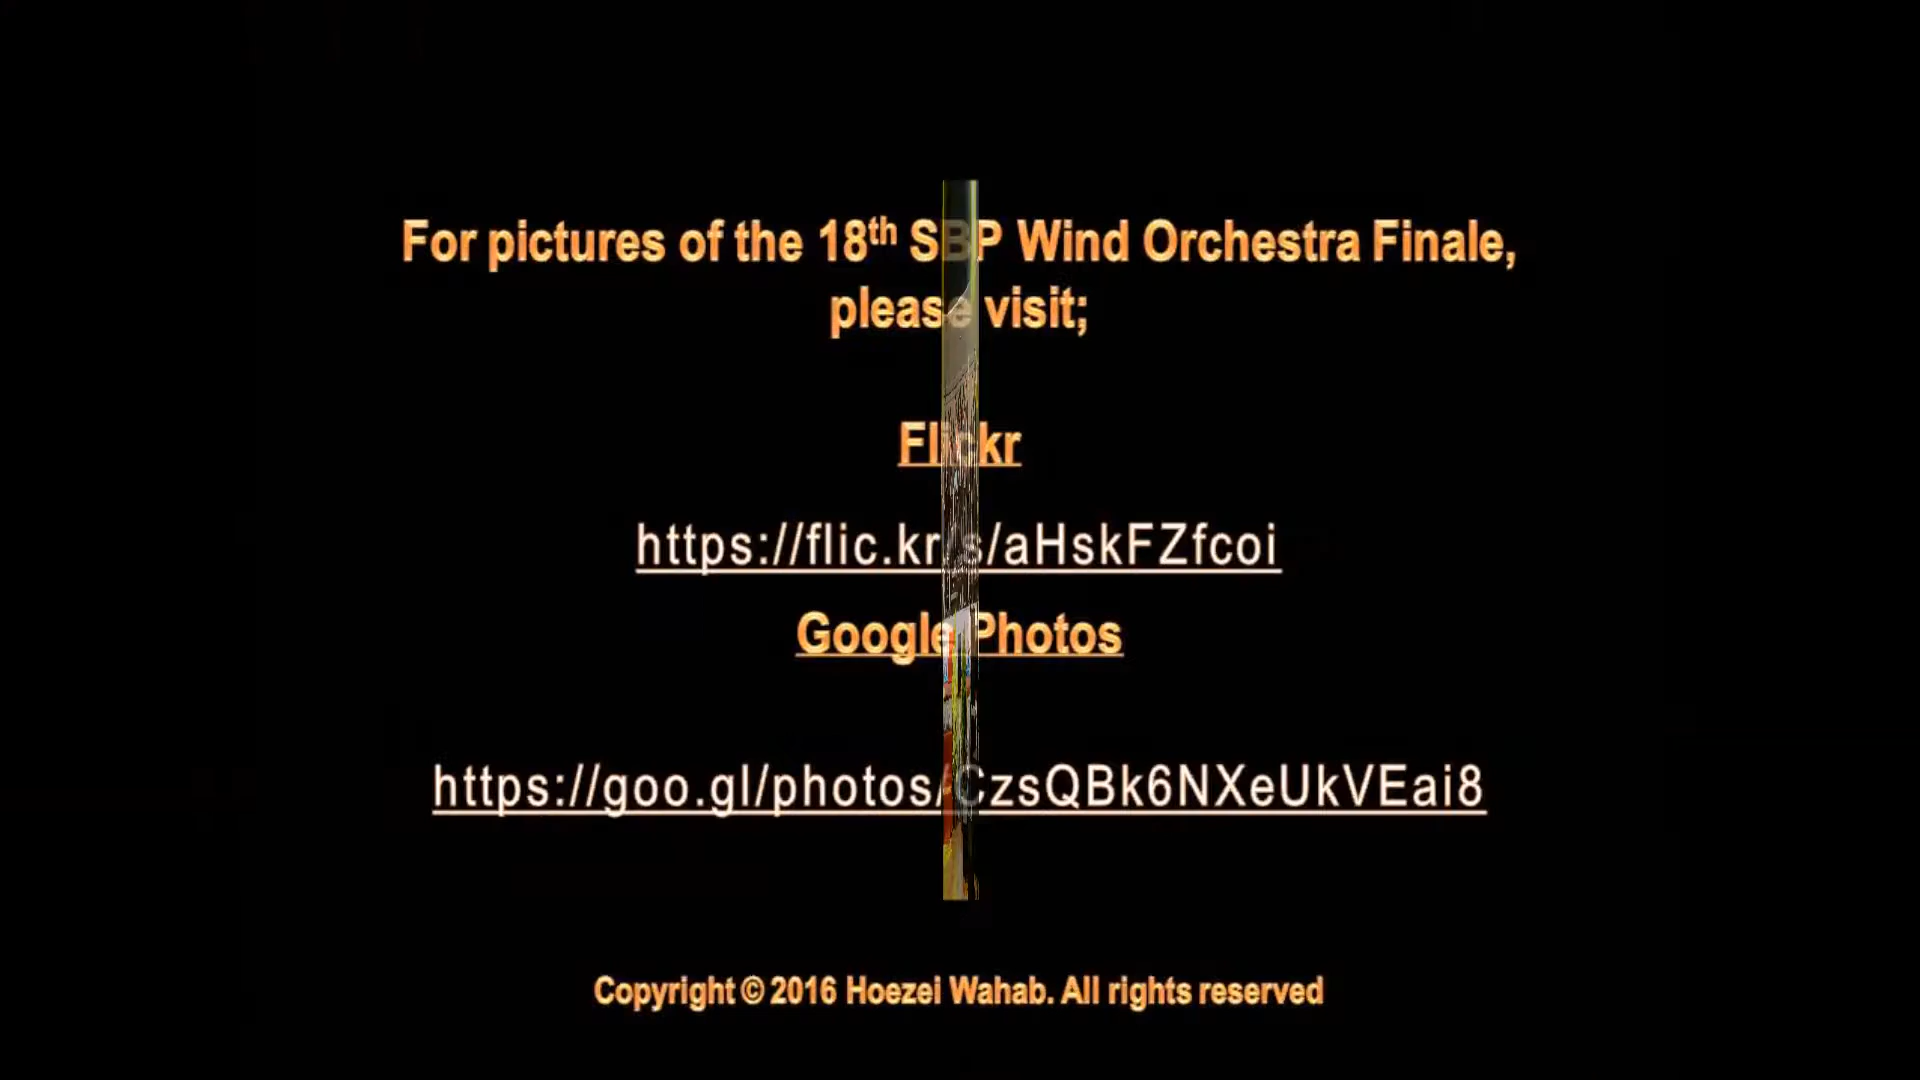 For pictures of the 18th SBP Wind Orchestra Finale,
please visit;
Flickr
https://flic.kr/s/aHskFZfcoi
Google Photos
https://goo.gl/photos/CzsQBk6NXeUkVEai8
Copyright © 2016 Hoezei Wahab. All rights reserved